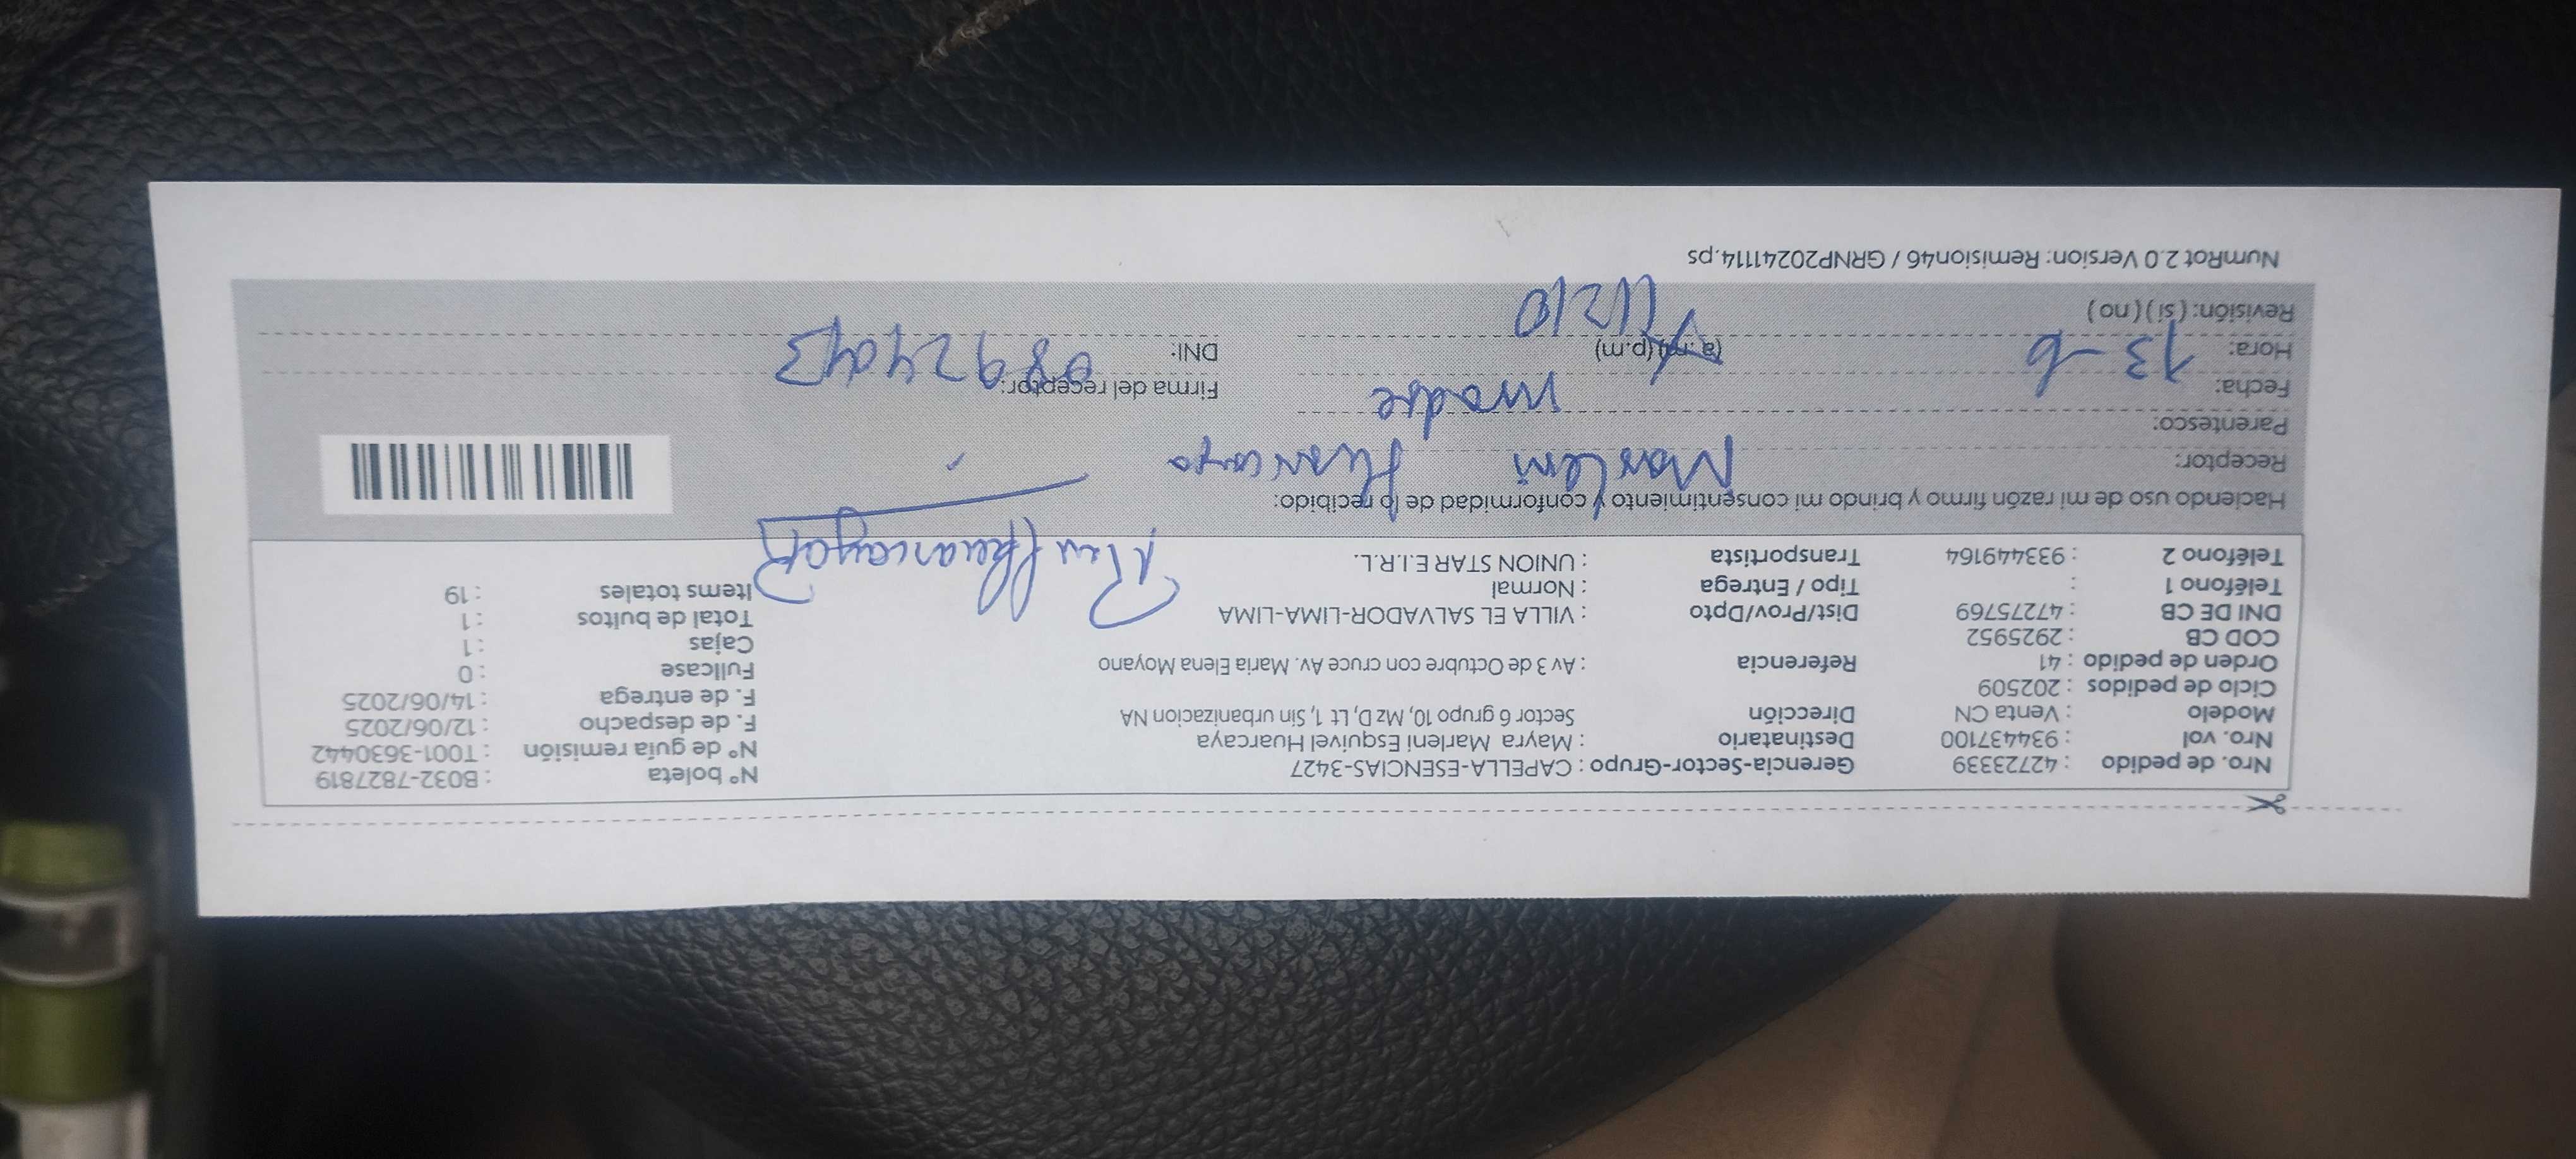 Nro. de pedido : 42723339 Gerencia-Sector-Grupo : CAPELLA-ESENCIAS-3427 N° boleta : B032-7827819
Nro. vol : 934437100 Destinatario : Mayra Marleni Esquivel Huarcaya N° de guía remisión : T001-3630442
Modelo : Venta CN Dirección Sector 6 grupo 10, Mz D, Lt 1, Sin urbanizacion NA F. de despacho : 12/06/2025
Ciclo de pedidos : 202509 F. de entrega : 14/06/2025
Orden de pedido : 41 Referencia : Av 3 de Octubre con cruce Av. Maria Elena Moyano Fullcase : 0
COD CB : 2925952 Cajas : 1
DNI DE CB : 47275769 Dist/Prov/Dpto : VILLA EL SALVADOR-LIMA-LIMA Total de bultos : 1
Teléfono 1 : Tipo / Entrega : Normal Items totales : 19
Teléfono 2 : 933449164 Transportista : UNION STAR E.I.R.L.
Haciendo uso de mi razón firmo y brindo mi consentimiento y conformidad de lo recibido:
Receptor: Marleni
Parentesco: madre
Fecha: 13-6 Firma del receptor:
Hora: (a.m) (p.m) DNI:
Revisión: (si) (no)
NumRot 2.0 Version: Remision46 / GRNP20241114.ps